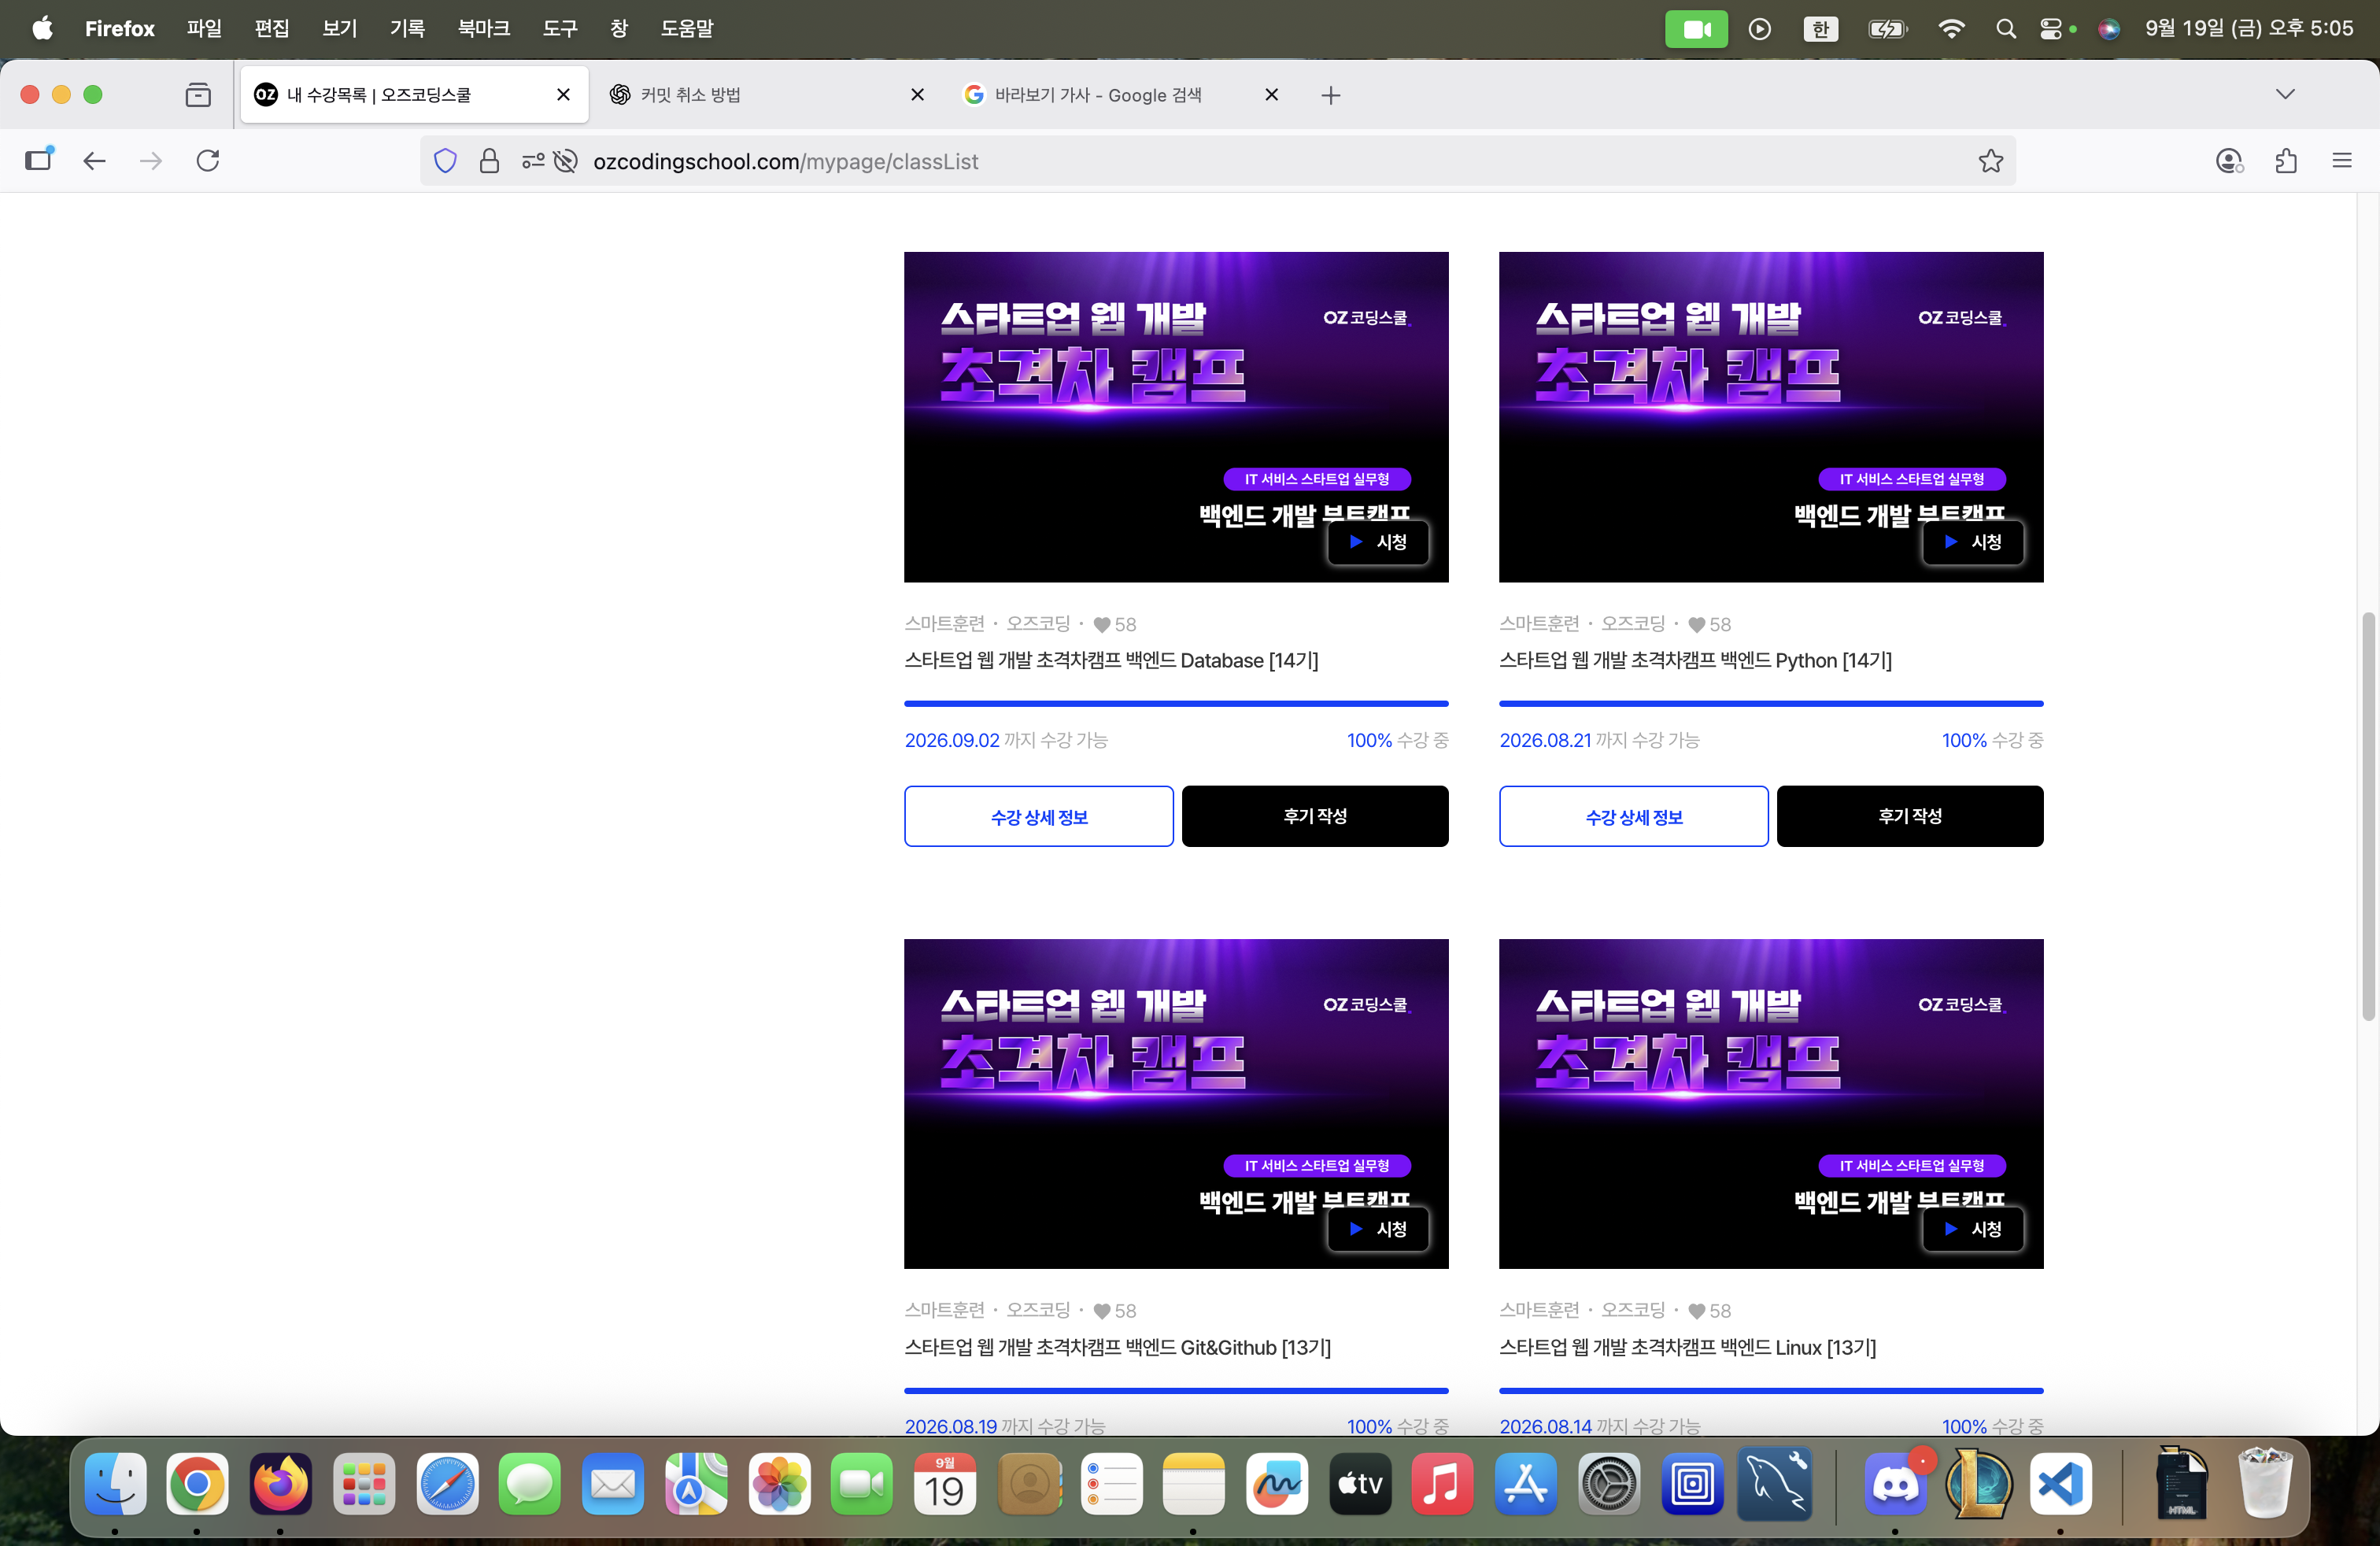 Firefox 파일 편집 보기 기록 북마크 도구 창 도움말 한 9월 19일 (금) 오후 5:05
OZ 내 수강목록 | 오즈코딩스쿨 커밋 취소 방법 바라보기 가사 - Google 검색
ozcodingschool.com/mypage/classList
스타트업 웹 개발 OZ코딩스쿨.
초격차 캠프
IT 서비스 스타트업 실무형
백엔드 개발 부트캠프
시청
스마트훈련 · 오즈코딩 · 58
스타트업 웹 개발 초격차캠프 백엔드 Database [14기]
2026.09.02 까지 수강 가능 100% 수강 중
수강 상세 정보 후기 작성
스타트업 웹 개발 OZ코딩스쿨.
초격차 캠프
IT 서비스 스타트업 실무형
백엔드 개발 부트캠프
시청
스마트훈련 · 오즈코딩 · 58
스타트업 웹 개발 초격차캠프 백엔드 Python [14기]
2026.08.21 까지 수강 가능 100% 수강 중
수강 상세 정보 후기 작성
스타트업 웹 개발 OZ코딩스쿨.
초격차 캠프
IT 서비스 스타트업 실무형
백엔드 개발 부트캠프
시청
스마트훈련 · 오즈코딩 · 58
스타트업 웹 개발 초격차캠프 백엔드 Git&Github [13기]
2026.08.19 까지 수강 가능 100% 수강 중
스타트업 웹 개발 OZ코딩스쿨.
초격차 캠프
IT 서비스 스타트업 실무형
백엔드 개발 부트캠프
시청
스마트훈련 · 오즈코딩 · 58
스타트업 웹 개발 초격차캠프 백엔드 Linux [13기]
2026.08.14 까지 수강 가능 100% 수강 중
9월
19
tv
HTML